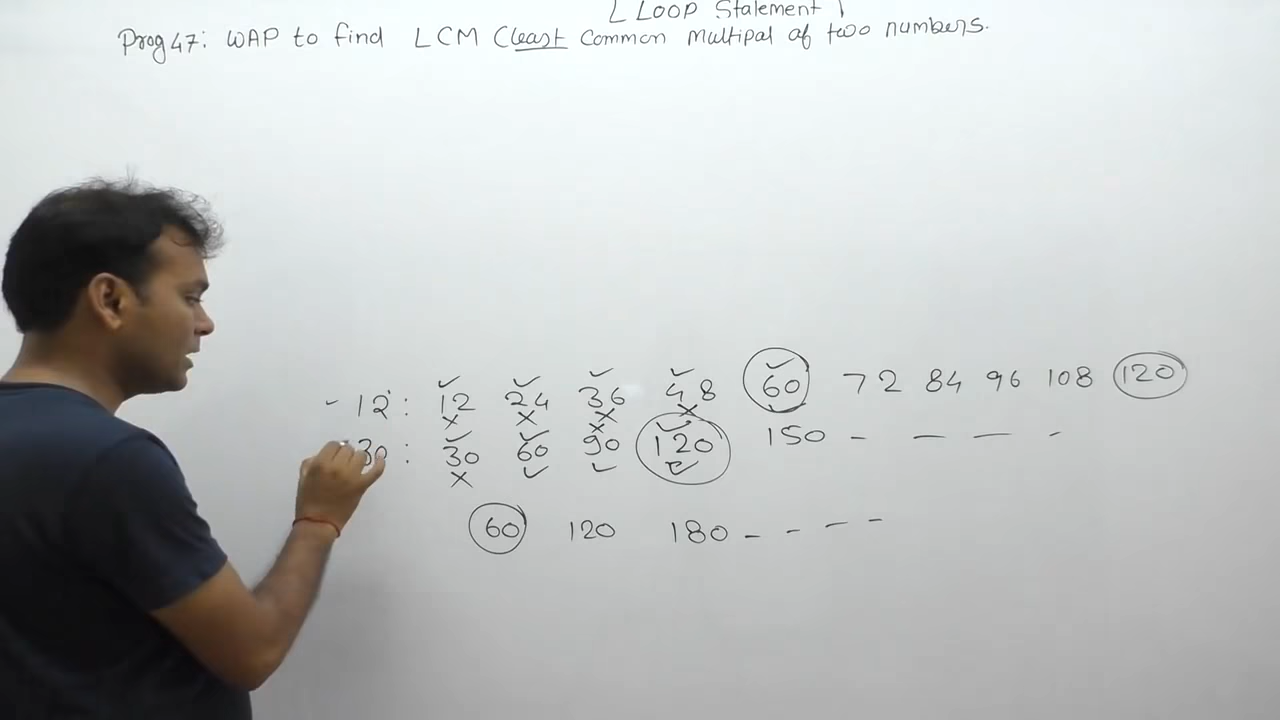 [ Loop Statement ]
Prog 47: WAP to find LCM (least Common Multipal of two numbers.
- 12 : 12 24 36 48 60 72 84 96 108 120
30 : 30 60 90 120 150 - - - -
60 120 180 - - - -